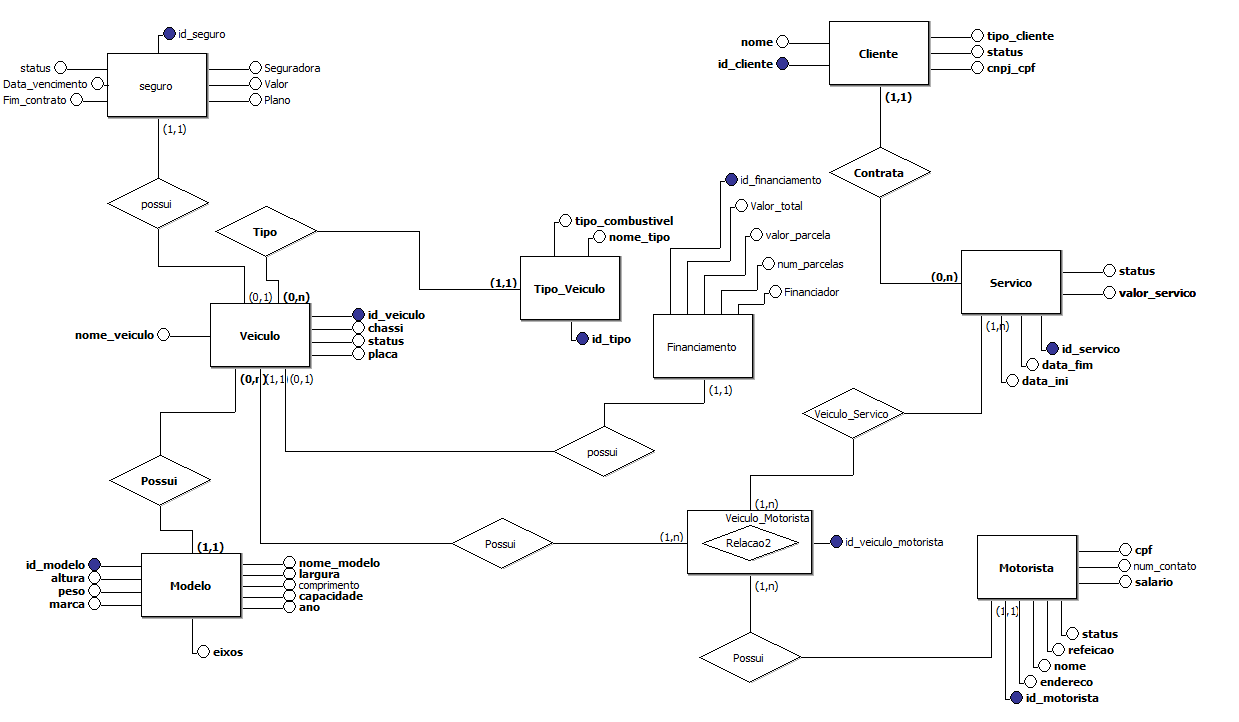 id_seguro
status
Data_vencimento
Fim_contrato
seguro
Seguradora
Valor
Plano
(1,1)
possui
nome
id_cliente
Cliente
tipo_cliente
status
cnpj_cpf
(1,1)
Contrata
Tipo
tipo_combustivel
nome_tipo
(1,1)
Tipo_Veiculo
id_tipo
id_financiamento
Valor_total
valor_parcela
num_parcelas
Financiador
Financiamento
(1,1)
(0,n)
Servico
status
valor_servico
(1,n)
id_servico
data_fim
data_ini
(0,1)
(0,n)
nome_veiculo
Veiculo
id_veiculo
chassi
status
placa
(0,n)
(1,1)
(0,1)
Veiculo_Servico
possui
Possui
(1,1)
id_modelo
altura
peso
marca
Modelo
nome_modelo
largura
comprimento
capacidade
ano
eixos
Possui
(1,n)
(1,n)
Veiculo_Motorista
Relacao2
id_veiculo_motorista
(1,n)
Possui
Motorista
cpf
num_contato
salario
(1,1)
status
refeicao
nome
endereco
id_motorista